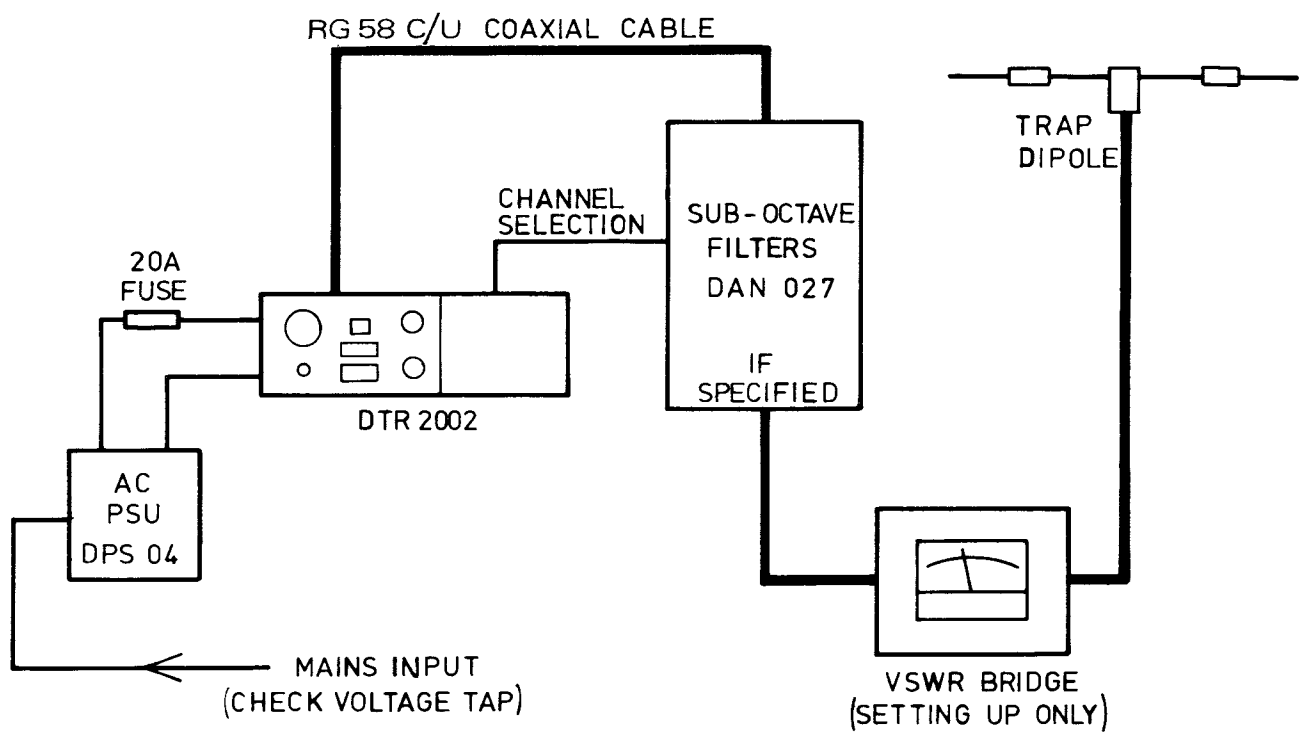 RG 58 C/U COAXIAL CABLE
TRAP
DIPOLE
CHANNEL
SELECTION
SUB-OCTAVE
FILTERS
DAN 027
IF
SPECIFIED
20A
FUSE
DTR 2002
AC
PSU
DPS 04
MAINS INPUT
(CHECK VOLTAGE TAP)
VSWR BRIDGE
(SETTING UP ONLY)